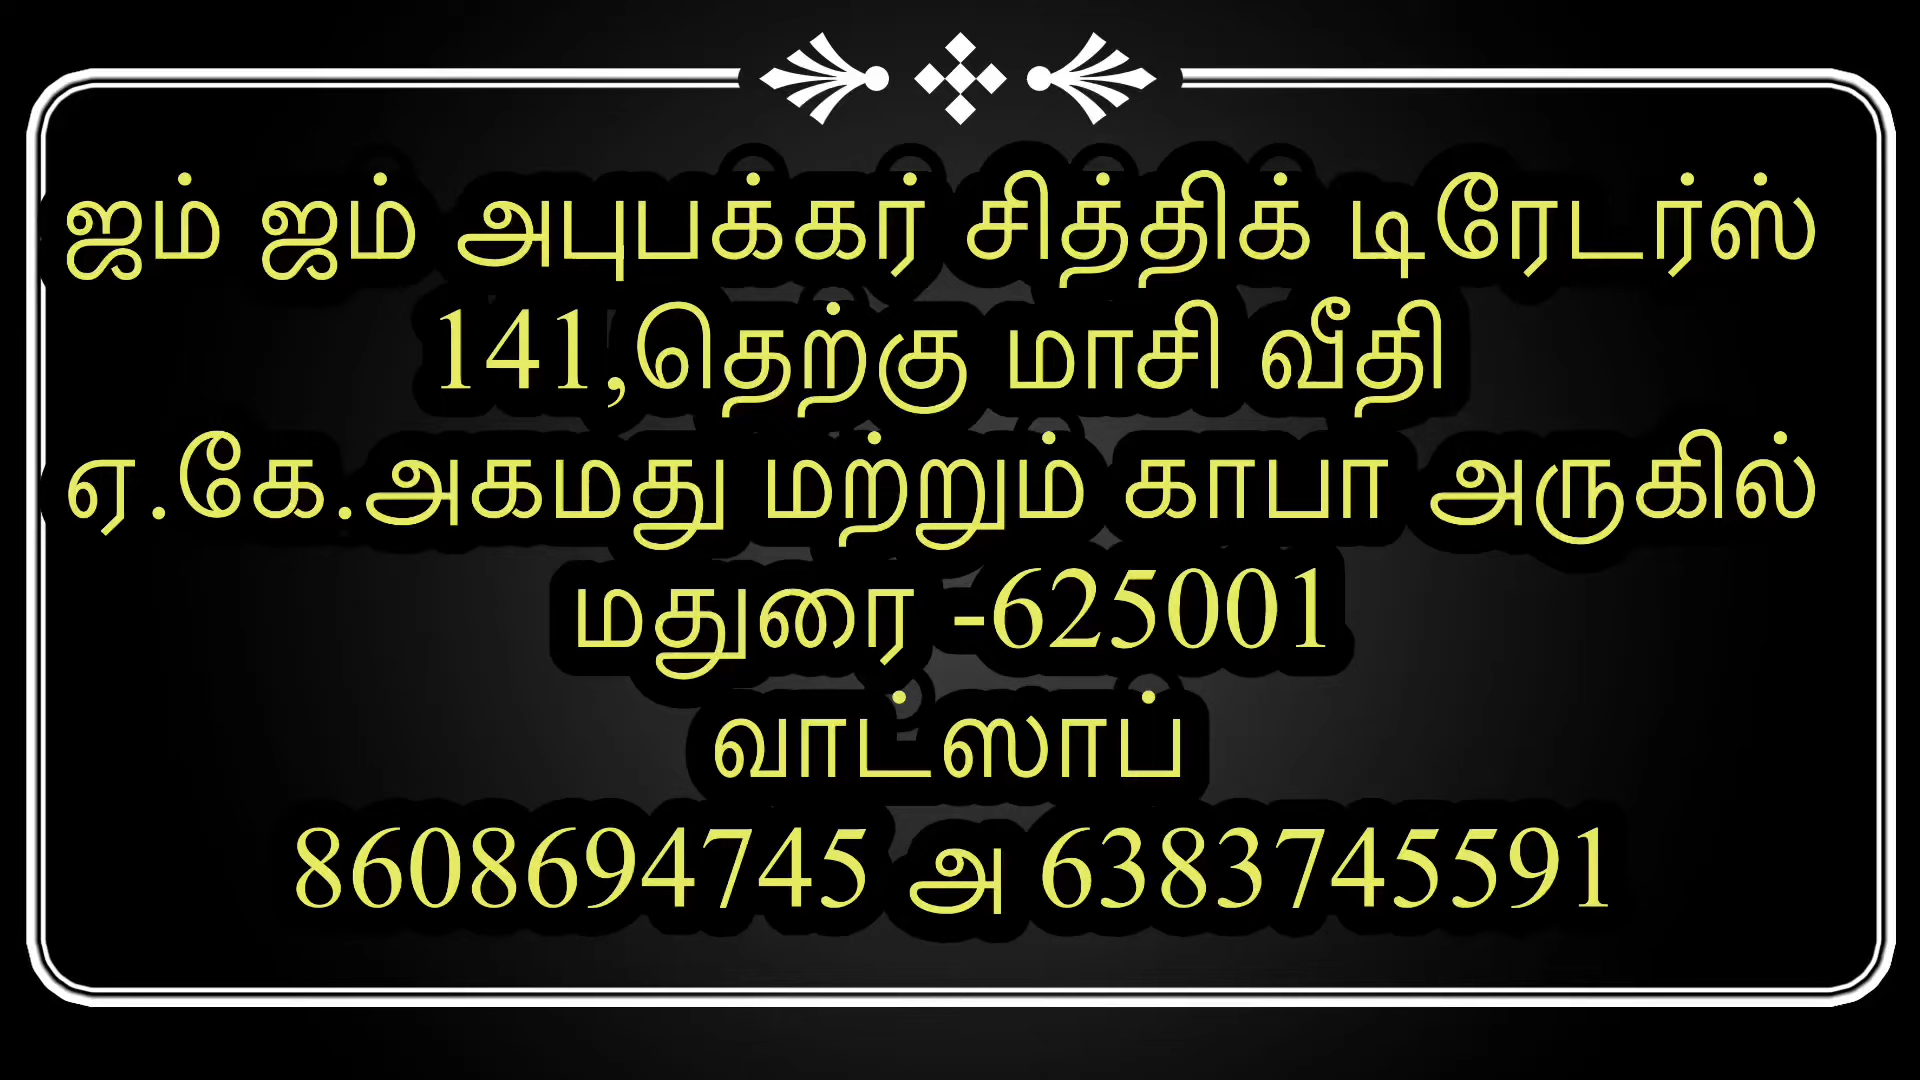 ஜம் ஜம் அபுபக்கர் சித்திக் டிரேடர்ஸ்
141,தெற்கு மாசி வீதி
ஏ.கே.அகமது மற்றும் காபா அருகில்
மதுரை -625001
வாட்ஸாப்
8608694745 அ 6383745591